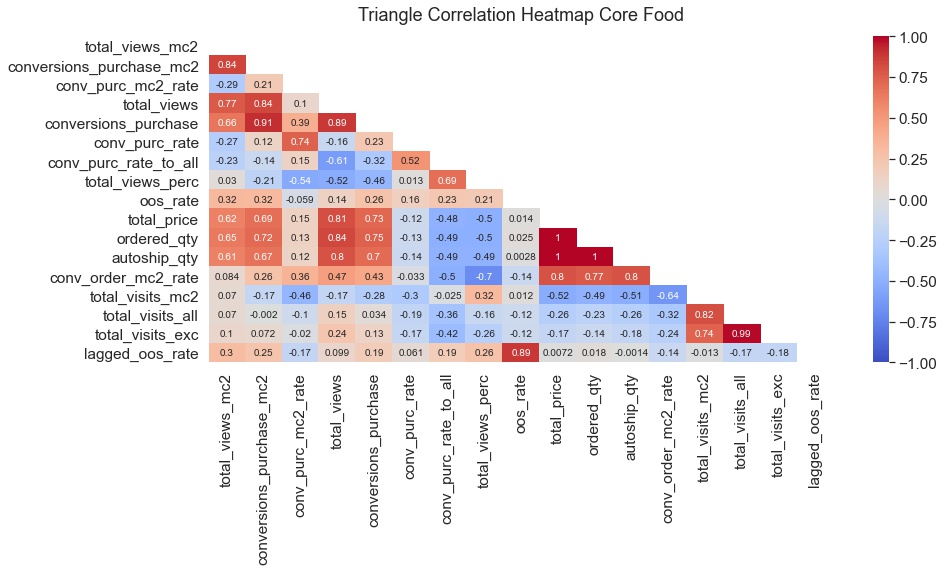 Triangle Correlation Heatmap Core Food
total_views_mc2
conversions_purchase_mc2 0.84
conv_purc_mc2_rate -0.29 0.21
total_views 0.77 0.84 0.1
conversions_purchase 0.66 0.91 0.39 0.89
conv_purc_rate -0.27 0.12 0.74 -0.16 0.23
conv_purc_rate_to_all -0.23 -0.14 0.15 -0.61 -0.32 0.52
total_views_perc 0.03 -0.21 -0.54 -0.52 -0.46 0.013 0.69
oos_rate 0.32 0.32 -0.059 0.14 0.26 0.16 0.23 0.21
total_price 0.62 0.69 0.15 0.81 0.73 -0.12 -0.48 -0.5 0.014
ordered_qty 0.65 0.72 0.13 0.84 0.75 -0.13 -0.49 -0.5 0.025 1
autoship_qty 0.61 0.67 0.12 0.8 0.7 -0.14 -0.49 -0.49 0.0028 1 1
conv_order_mc2_rate 0.084 0.26 0.36 0.47 0.43 -0.033 -0.5 -0.7 -0.14 0.8 0.77 0.8
total_visits_mc2 0.07 -0.17 -0.46 -0.17 -0.28 -0.3 -0.025 0.32 0.012 -0.52 -0.49 -0.51 -0.64
total_visits_all 0.07 -0.002 -0.1 0.15 0.034 -0.19 -0.36 -0.16 -0.12 -0.26 -0.23 -0.26 -0.32 0.82
total_visits_exc 0.1 0.072 -0.02 0.24 0.13 -0.17 -0.42 -0.26 -0.12 -0.17 -0.14 -0.18 -0.24 0.74 0.99
lagged_oos_rate 0.3 0.25 -0.17 0.099 0.19 0.061 0.19 0.26 0.89 0.0072 0.018 -0.0014 -0.14 -0.013 -0.17 -0.18
total_views_mc2
conversions_purchase_mc2
conv_purc_mc2_rate
total_views
conversions_purchase
conv_purc_rate
conv_purc_rate_to_all
total_views_perc
oos_rate
total_price
ordered_qty
autoship_qty
conv_order_mc2_rate
total_visits_mc2
total_visits_all
total_visits_exc
lagged_oos_rate
1.00
0.75
0.50
0.25
0.00
−0.25
−0.50
−0.75
−1.00